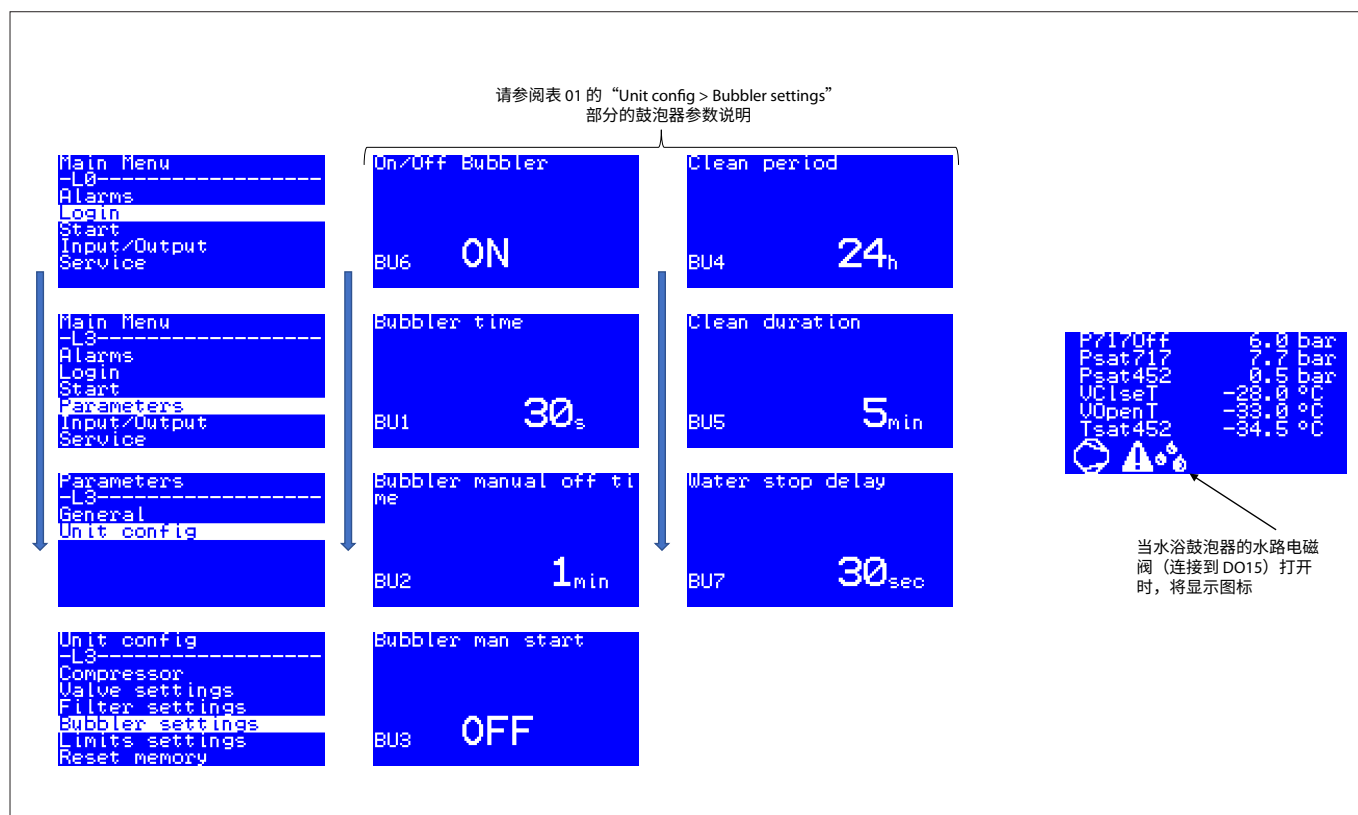 请参阅表 01 的“Unit config > Bubbler settings”
部分的鼓泡器参数说明
Main Menu
-L0-------------------
Alarms
Login
Start
Input/Output
Service
Main Menu
-L3-------------------
Alarms
Login
Start
Parameters
Input/Output
Service
Parameters
-L3-------------------
General
Unit config
Unit config
-L3-------------------
Compressor
Valve settings
Filter settings
Bubbler settings
Limits settings
Reset memory
On/Off Bubbler
BU6 ON
Bubbler time
BU1 30s
Bubbler manual off ti
me
BU2 1min
Bubbler man start
BU3 OFF
Clean period
BU4 24h
Clean duration
BU5 5min
Water stop delay
BU7 30sec
P717Off 6.0 bar
Psat717 7.7 bar
Psat452 0.5 bar
VClseT -28.0 °C
VOpenT -33.0 °C
Tsat452 -34.5 °C
当水浴鼓泡器的水路电磁
阀（连接到 DO15）打开
时，将显示图标